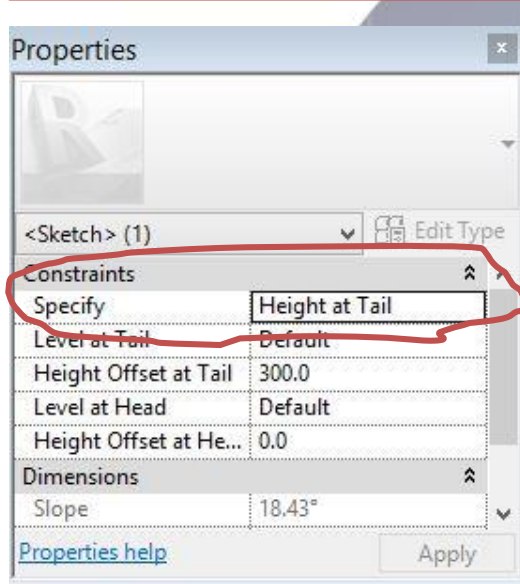 Properties
<Sketch> (1) Edit Type
Constraints
Specify Height at Tail
Level at Tail Default
Height Offset at Tail 300.0
Level at Head Default
Height Offset at He... 0.0
Dimensions
Slope 18.43°
Properties help Apply